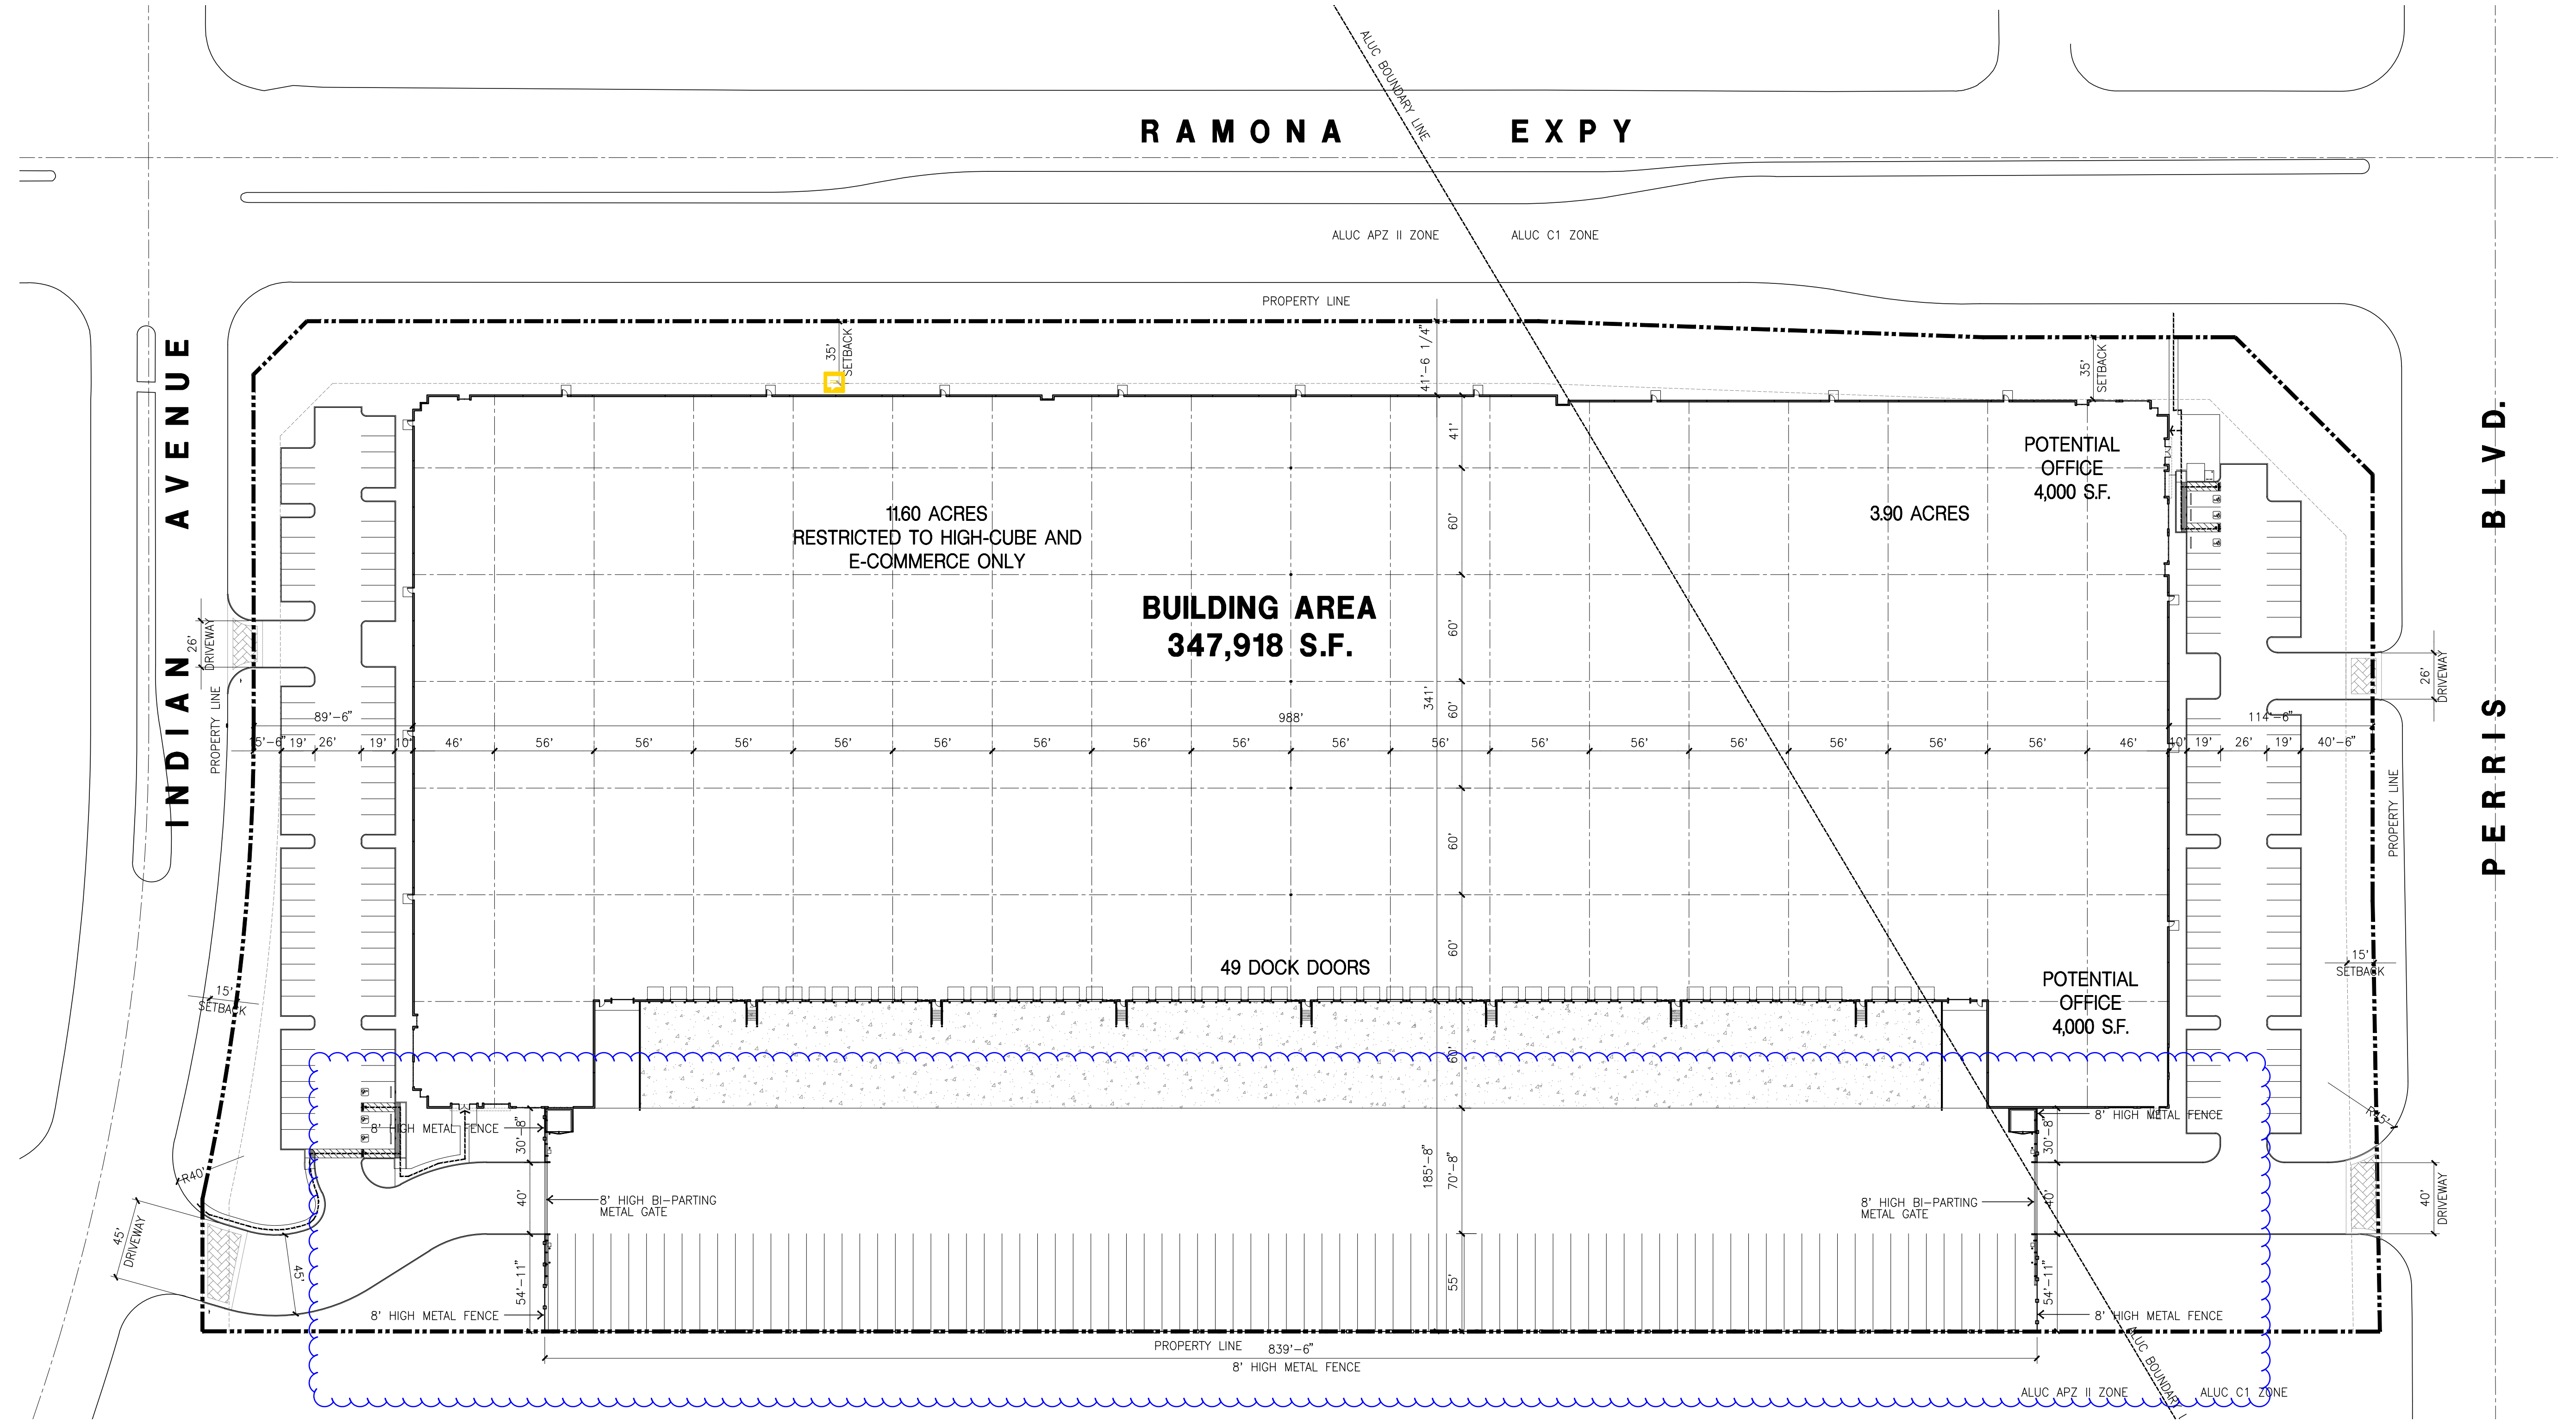 ALUC BOUNDARY LINE
RAMONA EXPY
ALUC APZ II ZONE
ALUC C1 ZONE
PROPERTY LINE
35'
SETBACK
41'-6 1/4"
35'
SETBACK
INDIAN AVENUE
PERRIS BLVD.
41'
POTENTIAL
OFFICE
4,000 S.F.
11.60 ACRES
RESTRICTED TO HIGH-CUBE AND
E-COMMERCE ONLY
3.90 ACRES
60'
BUILDING AREA
347,918 S.F.
60'
26'
DRIVEWAY
26'
DRIVEWAY
PROPERTY LINE
341'
60'
89'-6"
988'
114'-6"
15'-6" 19' 26' 19' 10' 46' 56' 56' 56' 56' 56' 56' 56' 56' 56' 56' 56' 56' 56' 56' 56' 56' 46' 10' 19' 26' 19' 40'-6"
PROPERTY LINE
60'
60'
49 DOCK DOORS
15'
SETBACK
15'
SETBACK
POTENTIAL
OFFICE
4,000 S.F.
60'
8' HIGH METAL FENCE
30'-8"
8' HIGH METAL FENCE
30'-8"
R40'
185'-8"
70'-8"
8' HIGH BI-PARTING
METAL GATE
40'
8' HIGH BI-PARTING
METAL GATE
40'
40'
DRIVEWAY
45'
DRIVEWAY
45'
54'-11"
55'
54'-11"
8' HIGH METAL FENCE
8' HIGH METAL FENCE
PROPERTY LINE
839'-6"
8' HIGH METAL FENCE
ALUC BOUNDARY
ALUC APZ II ZONE
ALUC C1 ZONE